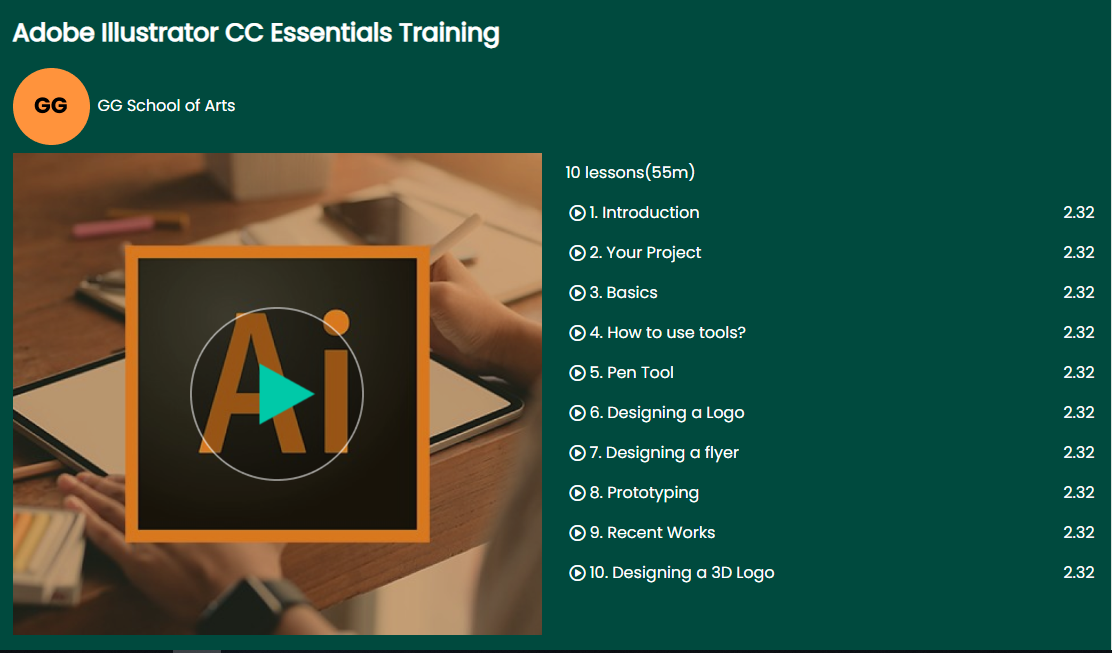 Adobe Illustrator CC Essentials Training
GG
GG School of Arts
Ai
10 lessons(55m)
1. Introduction 2.32
2. Your Project 2.32
3. Basics 2.32
4. How to use tools? 2.32
5. Pen Tool 2.32
6. Designing a Logo 2.32
7. Designing a flyer 2.32
8. Prototyping 2.32
9. Recent Works 2.32
10. Designing a 3D Logo 2.32